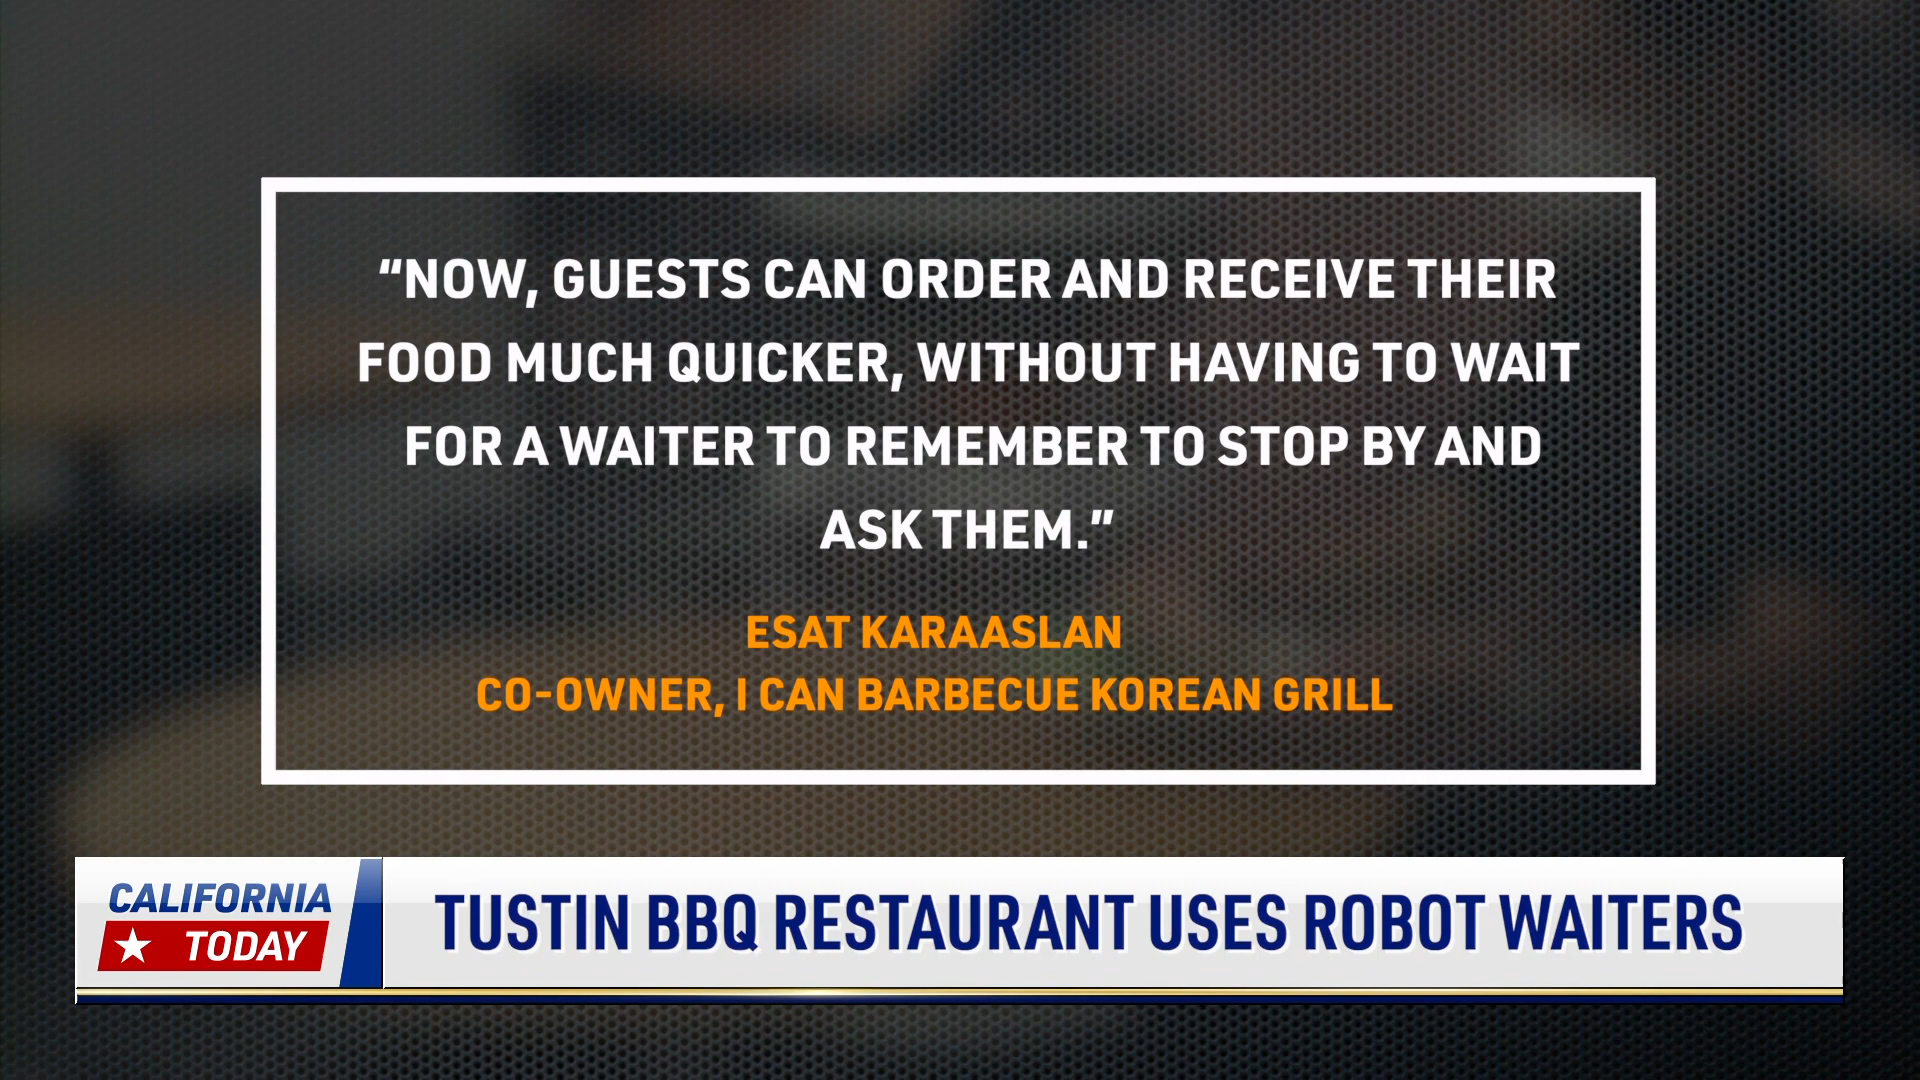 “NOW, GUESTS CAN ORDER AND RECEIVE THEIR
FOOD MUCH QUICKER, WITHOUT HAVING TO WAIT
FOR A WAITER TO REMEMBER TO STOP BY AND
ASK THEM.”
ESAT KARAASLAN
CO-OWNER, I CAN BARBECUE KOREAN GRILL
CALIFORNIA
TODAY
TUSTIN BBQ RESTAURANT USES ROBOT WAITERS